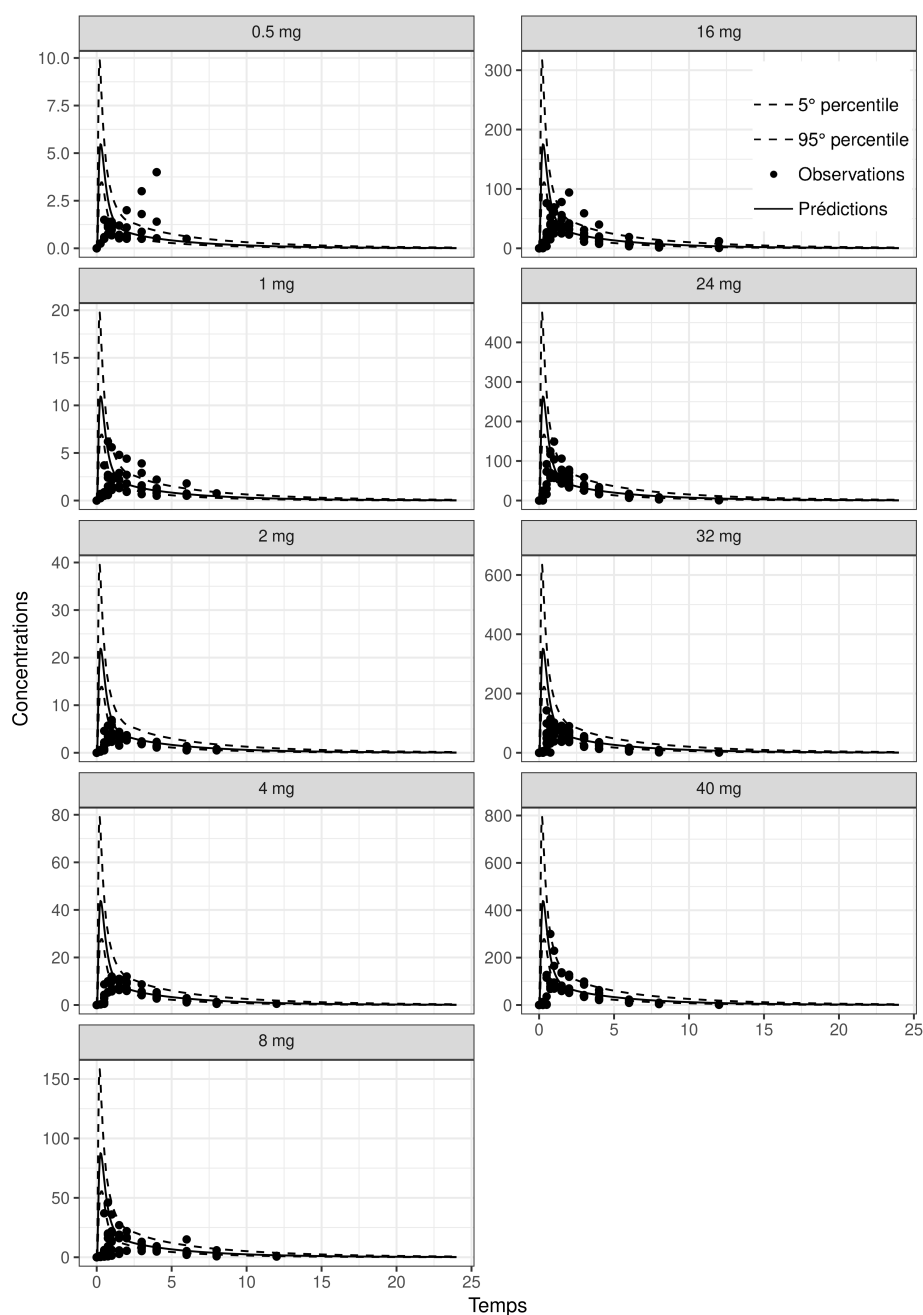 0.5 mg
10.0
7.5
5.0
2.5
0.0
16 mg
300
200
100
0
5° percentile
95° percentile
Observations
Prédictions
1 mg
20
15
10
5
0
24 mg
400
300
200
100
0
2 mg
40
30
20
10
0
32 mg
600
400
200
0
4 mg
80
60
40
20
0
40 mg
800
600
400
200
0
0 5 10 15 20 25
8 mg
150
100
50
0
0 5 10 15 20 25
Concentrations
Temps